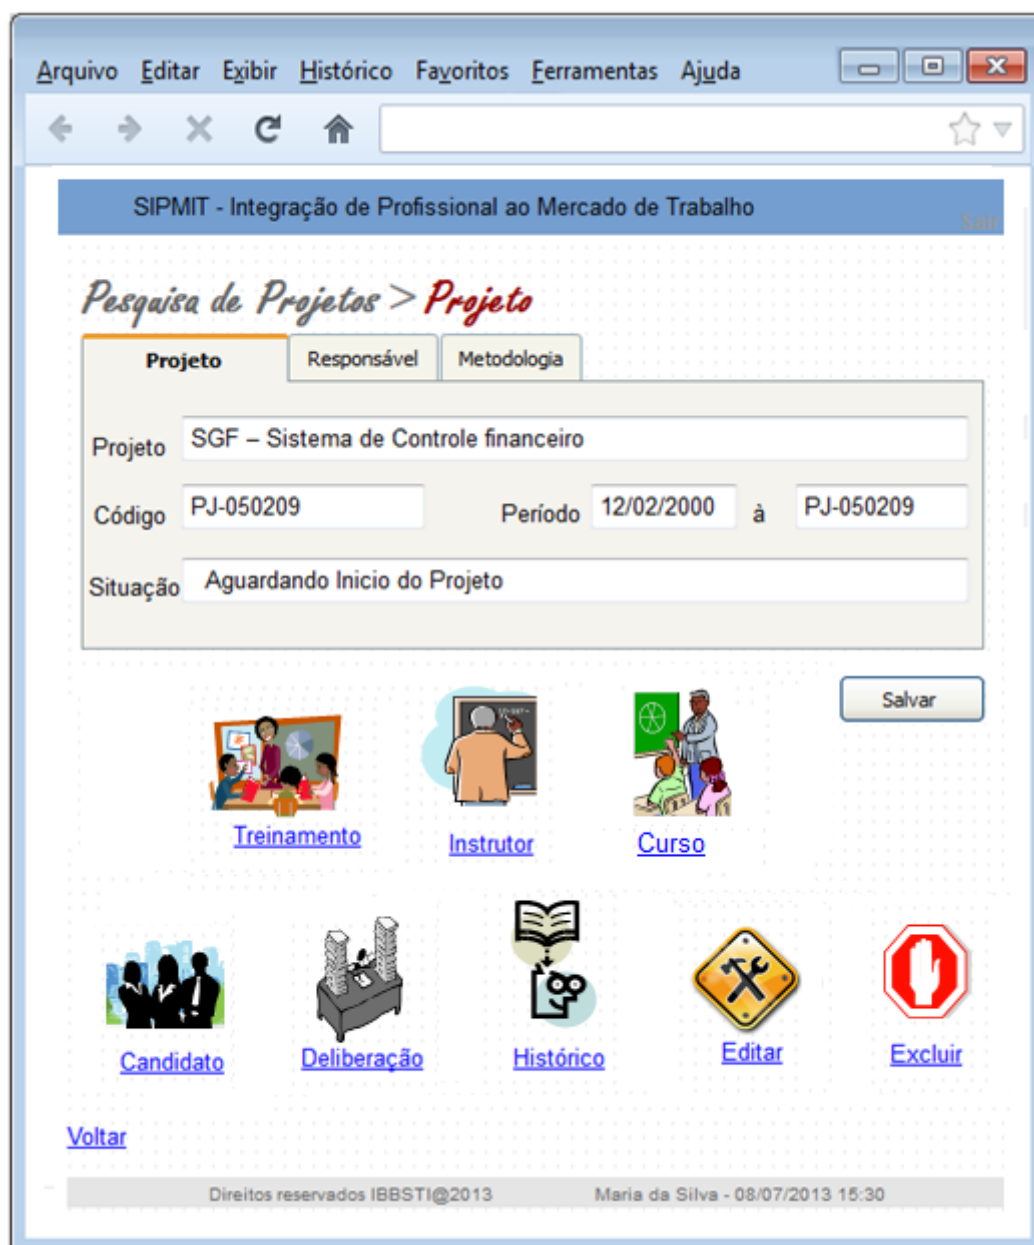 Arquivo Editar Exibir Histórico Favoritos Ferramentas Ajuda
SIPMIT - Integração de Profissional ao Mercado de Trabalho
Sair
Pesquisa de Projetos > Projeto
Projeto Responsável Metodologia
Projeto SGF – Sistema de Controle financeiro
Código PJ-050209 Período 12/02/2000 à PJ-050209
Situação Aguardando Inicio do Projeto
Salvar
Treinamento Instrutor Curso
Candidato Deliberação Histórico Editar Excluir
Voltar
Direitos reservados IBBSTI@2013 Maria da Silva - 08/07/2013 15:30